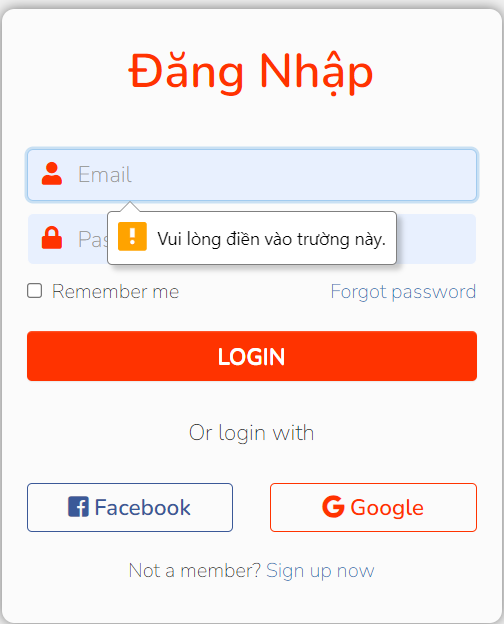 Đăng Nhập
Email
Vui lòng điền vào trường này.
Remember me Forgot password
LOGIN
Or login with
Facebook Google
Not a member? Sign up now